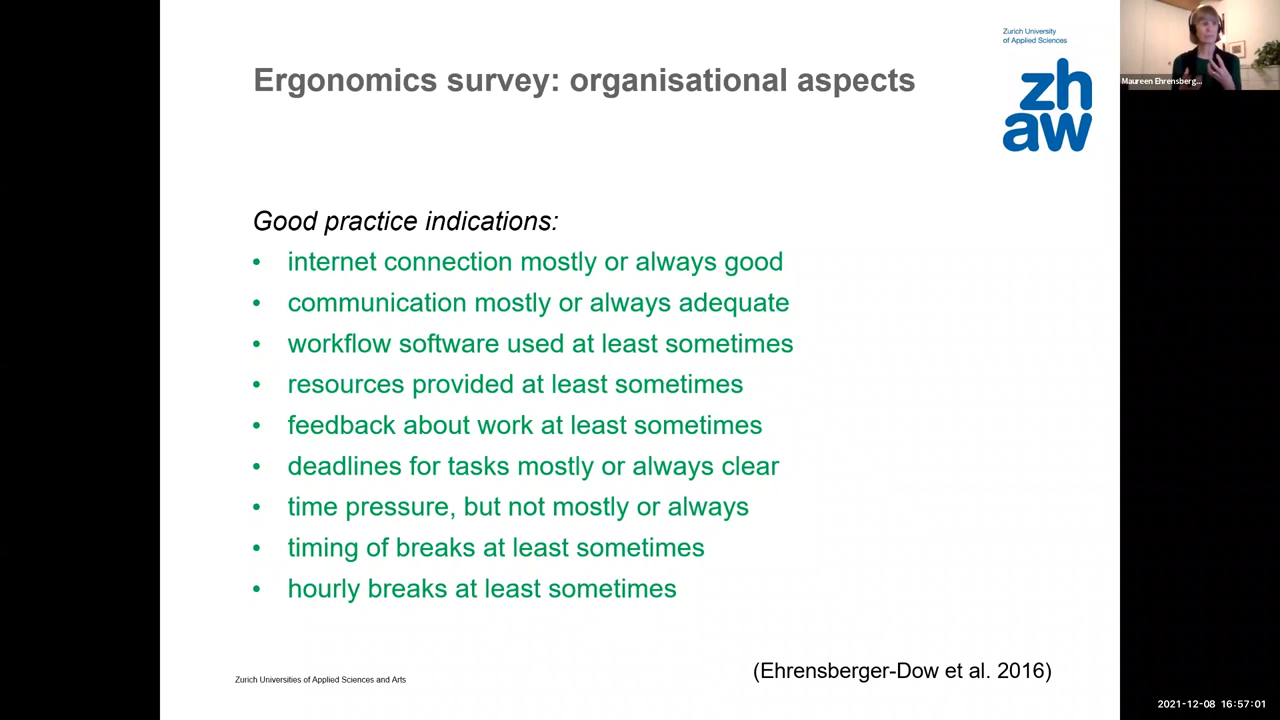 Zurich University
of Applied Sciences
zh
aw
Maureen Ehrensberg...
Ergonomics survey: organisational aspects
Good practice indications:
• internet connection mostly or always good
• communication mostly or always adequate
• workflow software used at least sometimes
• resources provided at least sometimes
• feedback about work at least sometimes
• deadlines for tasks mostly or always clear
• time pressure, but not mostly or always
• timing of breaks at least sometimes
• hourly breaks at least sometimes
(Ehrensberger-Dow et al. 2016)
Zurich Universities of Applied Sciences and Arts
2021-12-08 16:57:01